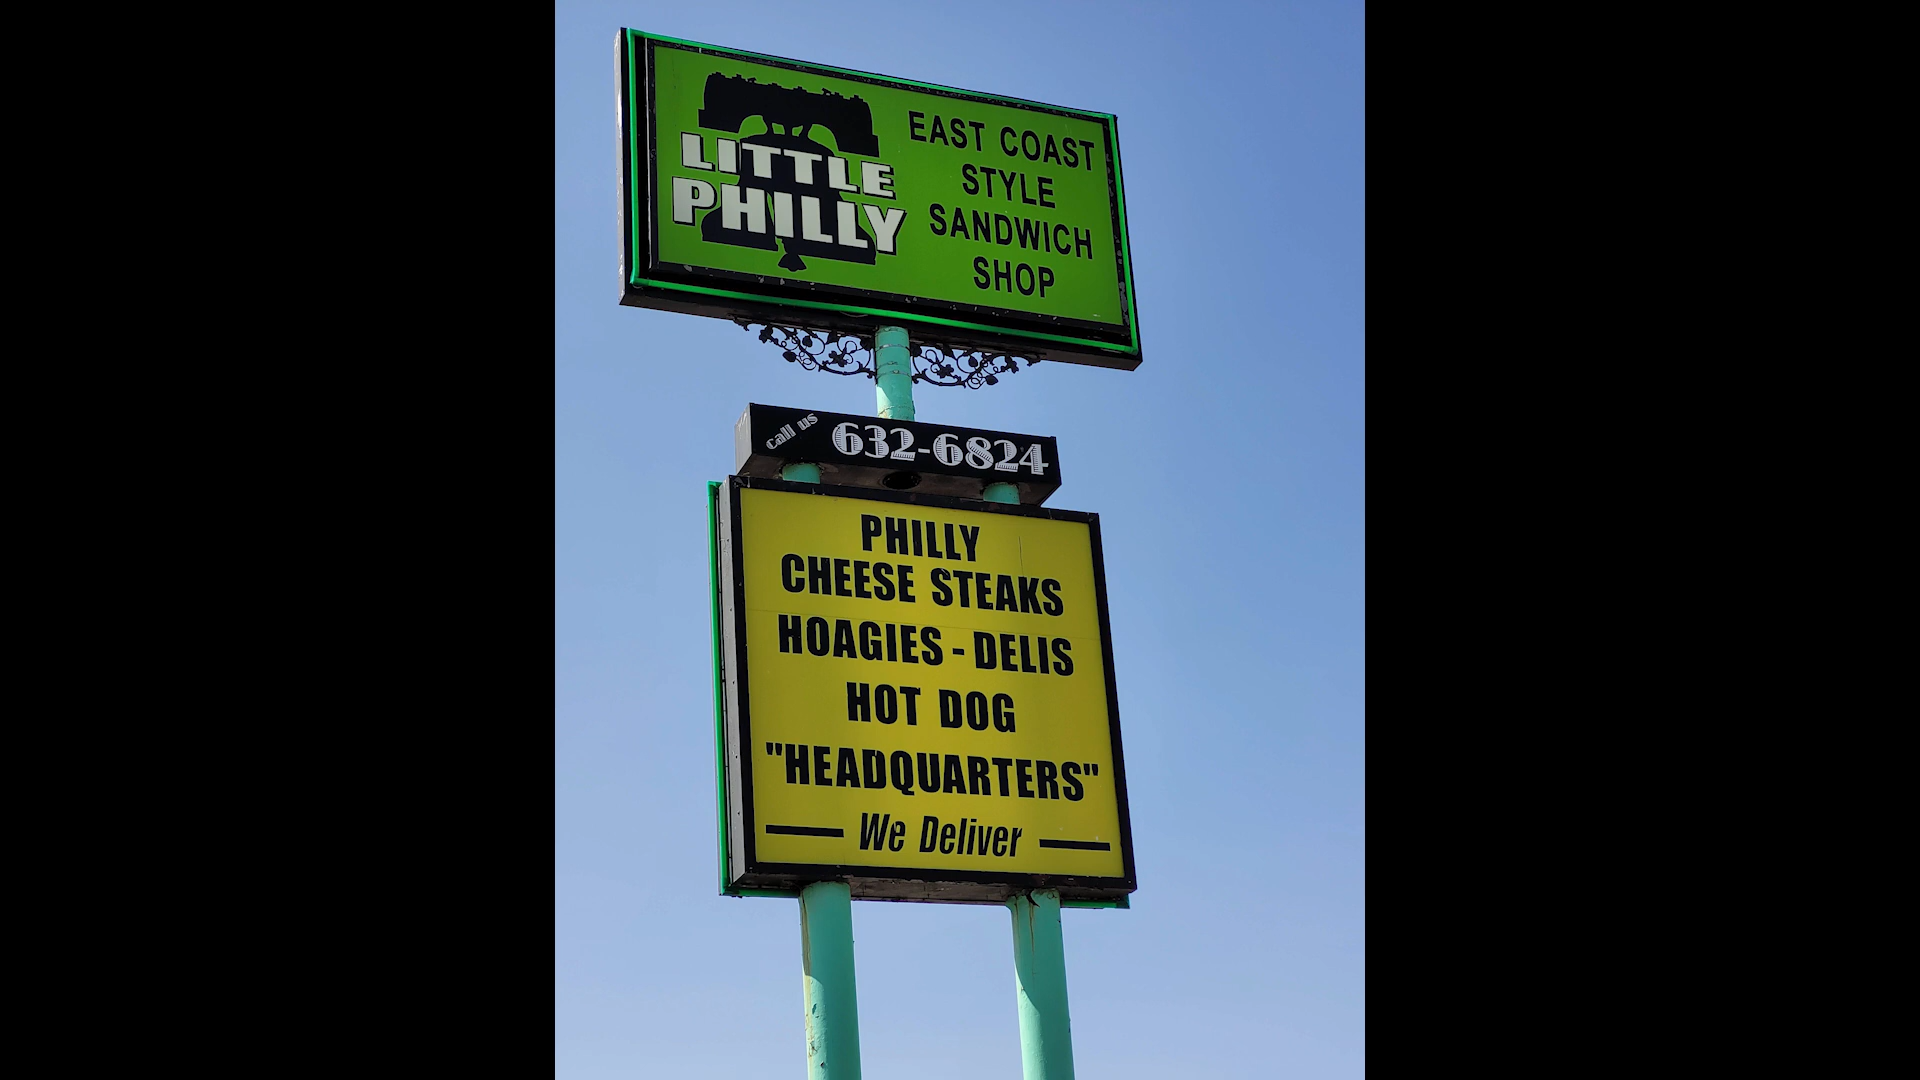 LITTLE
PHILLY
EAST COAST
STYLE
SANDWICH
SHOP
call us 632-6824
PHILLY
CHEESE STEAKS
HOAGIES - DELIS
HOT DOG
"HEADQUARTERS"
We Deliver